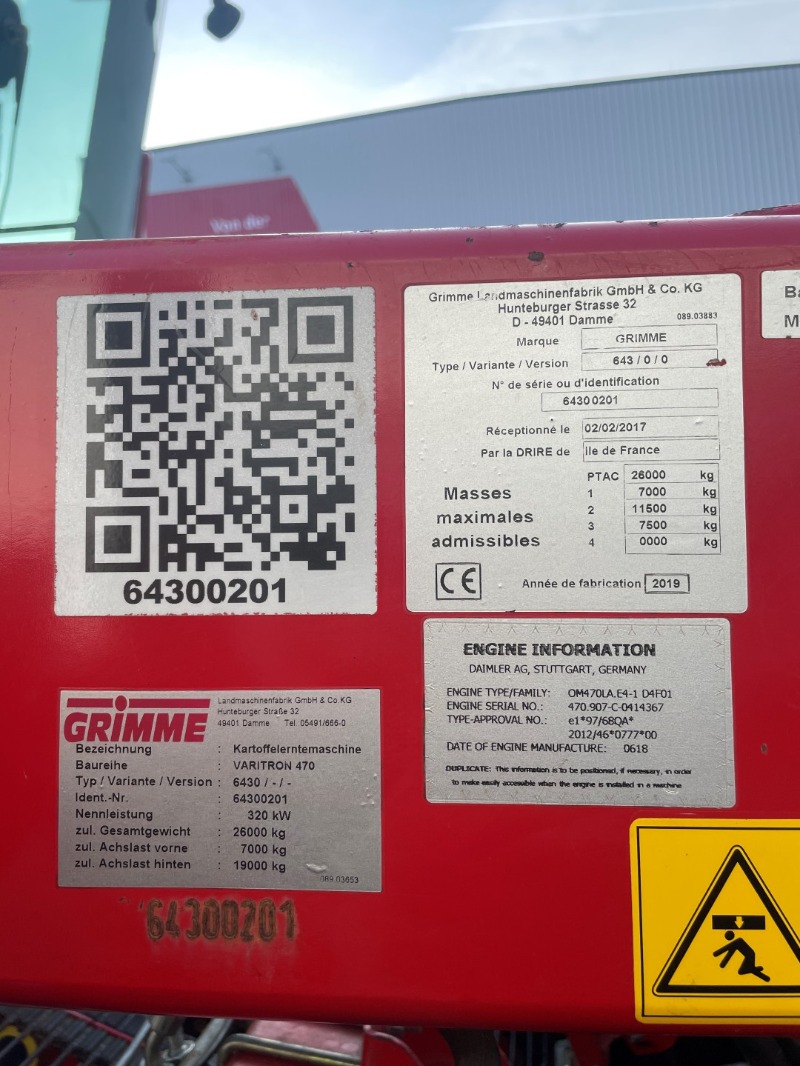 Von der
64300201
Grimme Landmaschinenfabrik GmbH & Co. KG
Hunteburger Strasse 32
D - 49401 Damme
089.03883
Marque GRIMME
Type / Variante / Version 643 / 0 / 0
N° de série ou d'identification
64300201
Réceptionné le 02/02/2017
Par la DRIRE de Ile de France
Masses maximales admissibles
PTAC 26000 kg
1 7000 kg
2 11500 kg
3 7500 kg
4 0000 kg
CE Année de fabrication 2019
Ba
M
ENGINE INFORMATION
DAIMLER AG, STUTTGART, GERMANY
ENGINE TYPE/FAMILY: OM470LA.E4-1 D4F01
ENGINE SERIAL NO.: 470.907-C-0414367
TYPE-APPROVAL NO.: e1*97/68QA*
2012/46*0777*00
DATE OF ENGINE MANUFACTURE: 0618
DUPLICATE: This information is to be positioned, if necessary, in order
to make easily accessible when the engine is installed in a machine
GRIMME
Landmaschinenfabrik GmbH & Co. KG
Hunteburger Straße 32
49401 Damme Tel. 05491/666-0
Bezeichnung : Kartoffelerntemaschine
Baureihe : VARITRON 470
Typ / Variante / Version : 6430 / - / -
Ident.-Nr. : 64300201
Nennleistung : 320 kW
zul. Gesamtgewicht : 26000 kg
zul. Achslast vorne : 7000 kg
zul. Achslast hinten : 19000 kg
089.03653
64300201